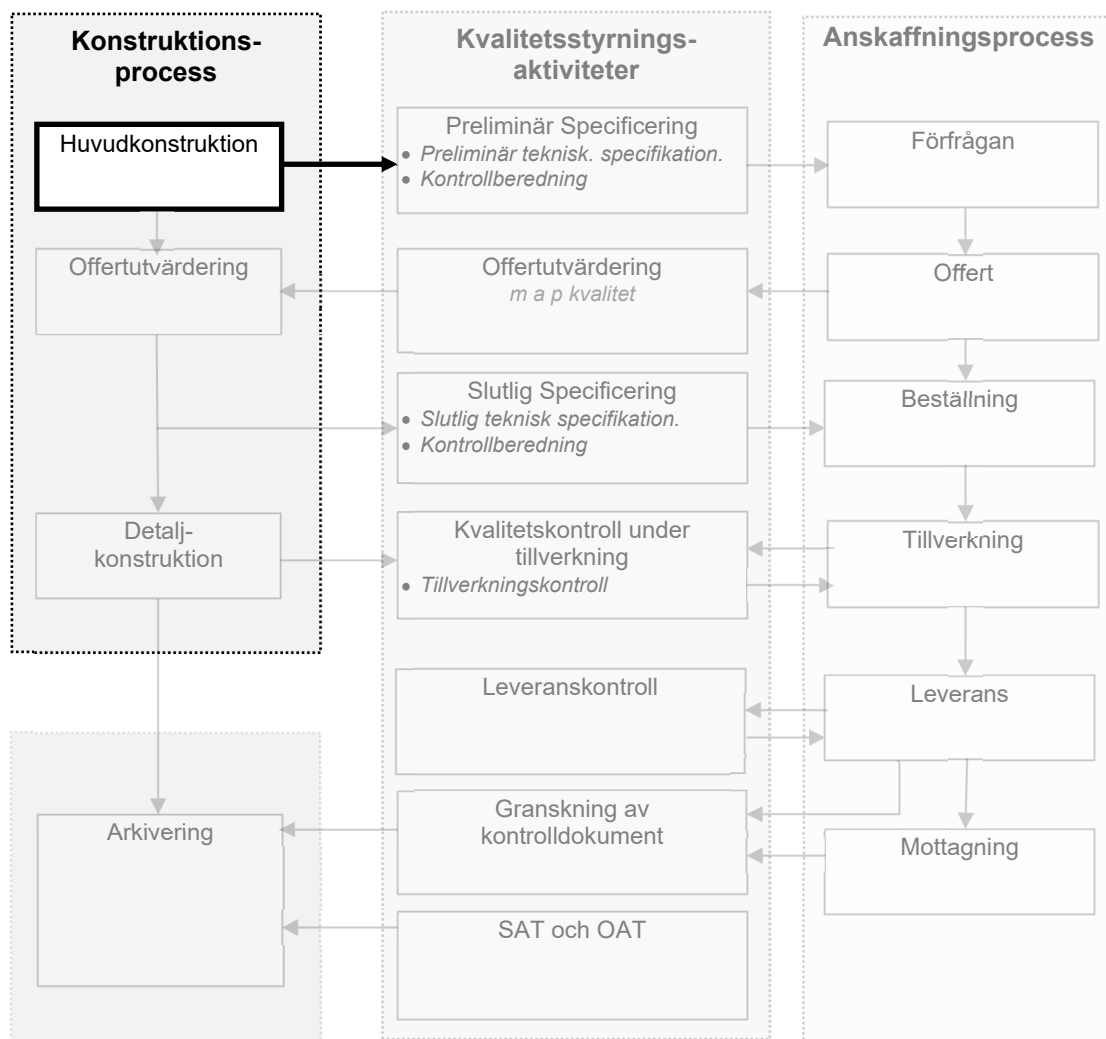 Konstruktions-
process
Huvudkonstruktion
Offertutvärdering
Detalj-
konstruktion
Arkivering
Kvalitetsstyrnings-
aktiviteter
Preliminär Specificering
• Preliminär teknisk. specifikation.
• Kontrollberedning
Offertutvärdering
m a p kvalitet
Slutlig Specificering
• Slutlig teknisk specifikation.
• Kontrollberedning
Kvalitetskontroll under
tillverkning
• Tillverkningskontroll
Leveranskontroll
Granskning av
kontrolldokument
SAT och OAT
Anskaffningsprocess
Förfrågan
Offert
Beställning
Tillverkning
Leverans
Mottagning